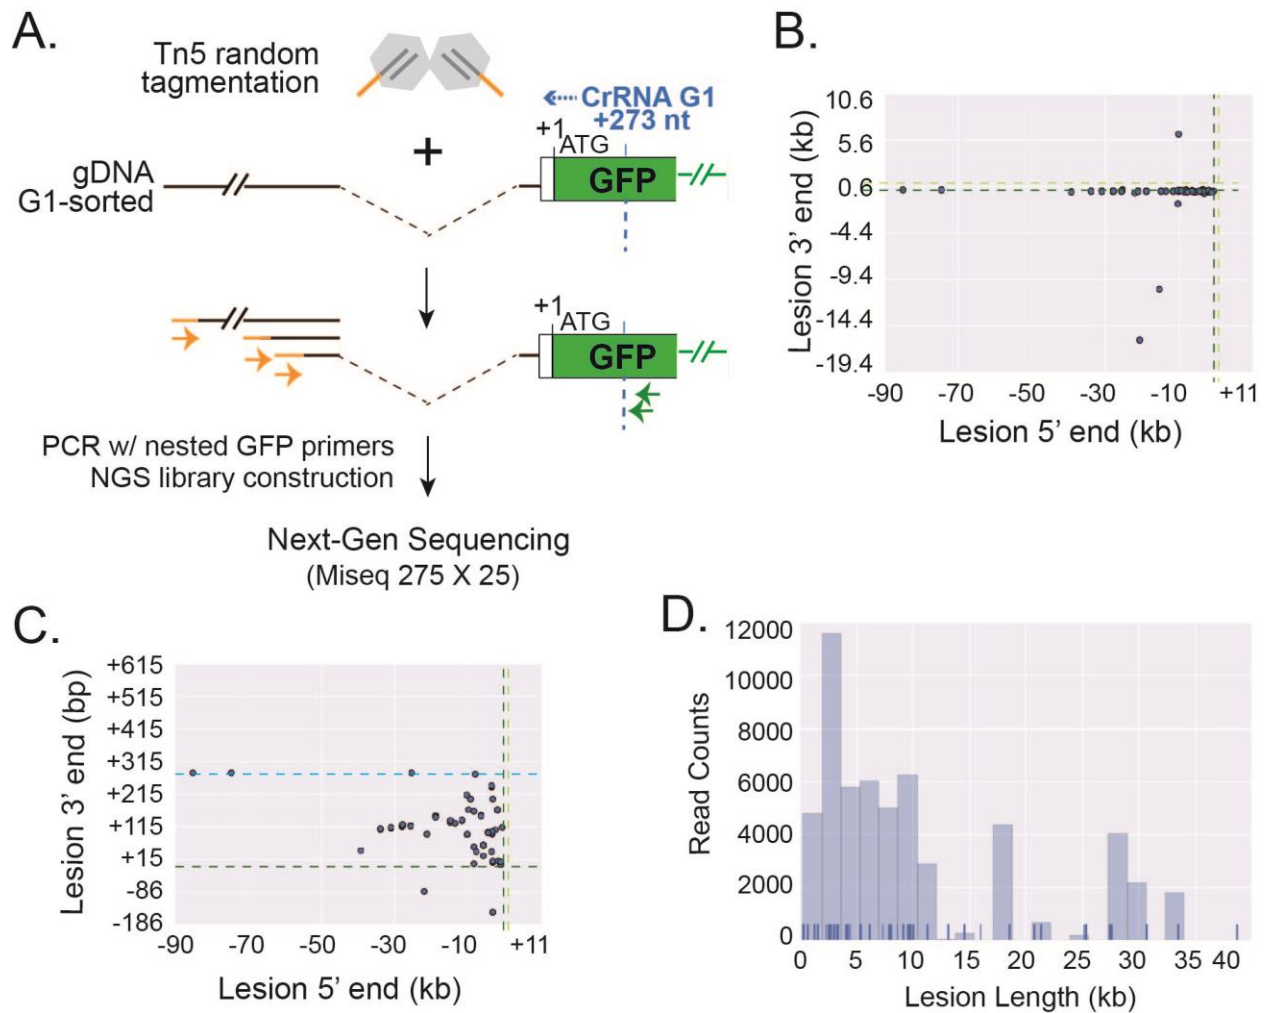 A.
Tn5 random
tagmentation
CrRNA G1
+273 nt
+
+1
ATG
GFP
gDNA
G1-sorted
+1
ATG
GFP
PCR w/ nested GFP primers
NGS library construction
Next-Gen Sequencing
(Miseq 275 X 25)
B.
Lesion 3' end (kb)
10.6
5.6
0.6
-4.4
-9.4
-14.4
-19.4
-90 -70 -50 -30 -10 +11
Lesion 5' end (kb)
C.
Lesion 3' end (bp)
+615
+515
+415
+315
+215
+115
+15
-86
-186
-90 -70 -50 -30 -10 +11
Lesion 5' end (kb)
D.
Read Counts
12000
10000
8000
6000
4000
2000
0
0 5 10 15 20 25 30 35 40
Lesion Length (kb)